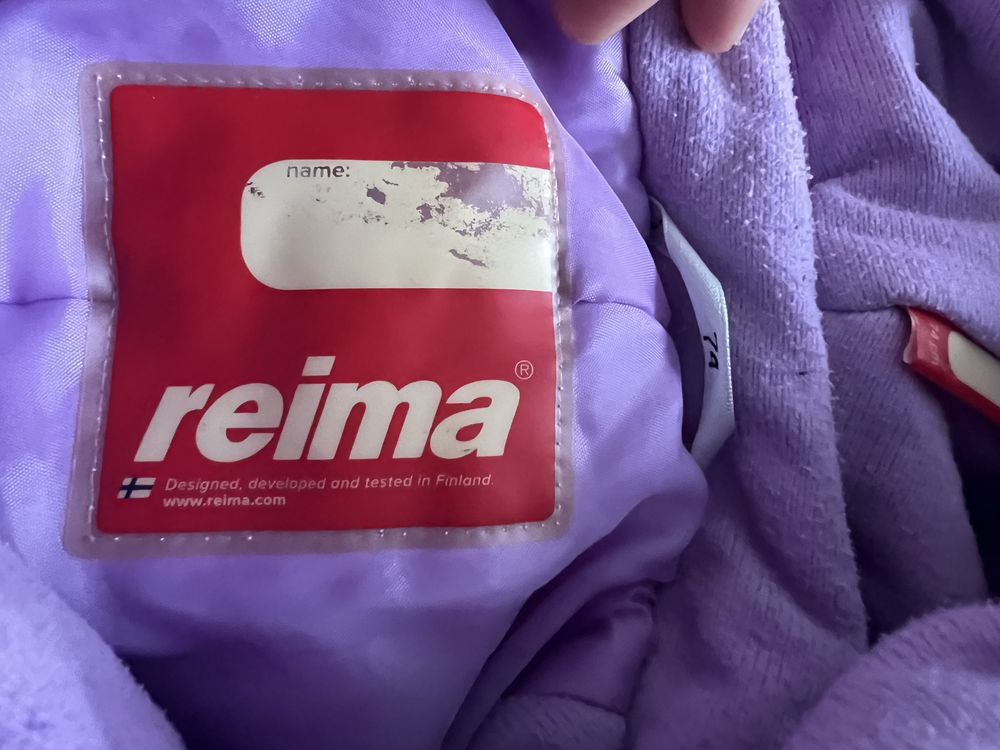 name:
reima®
Designed, developed and tested in Finland.
www.reima.com
74